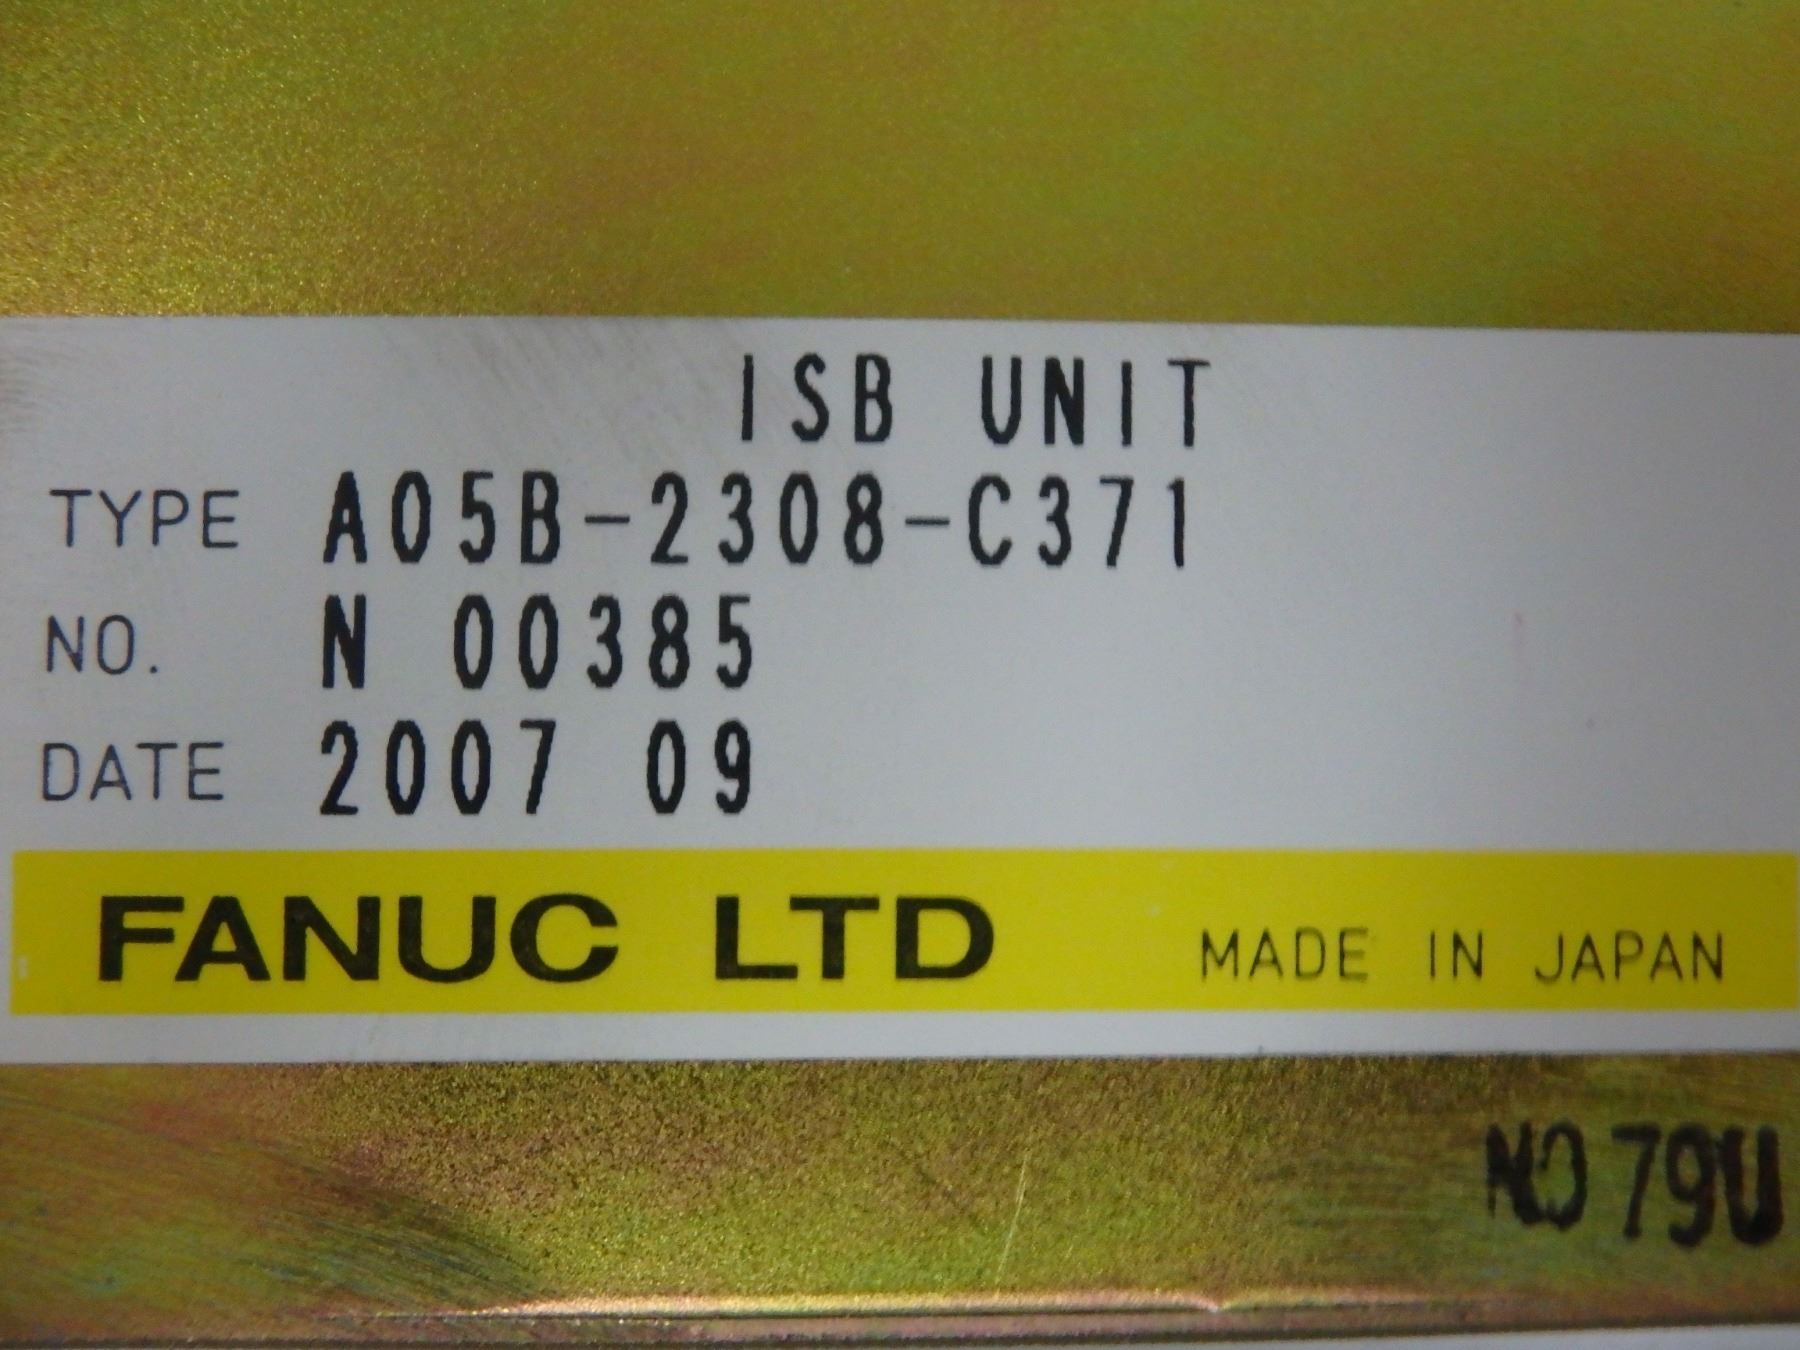 ISB UNIT
TYPE A05B-2308-C371
NO. N 00385
DATE 2007 09
FANUC LTD MADE IN JAPAN
NO 79U